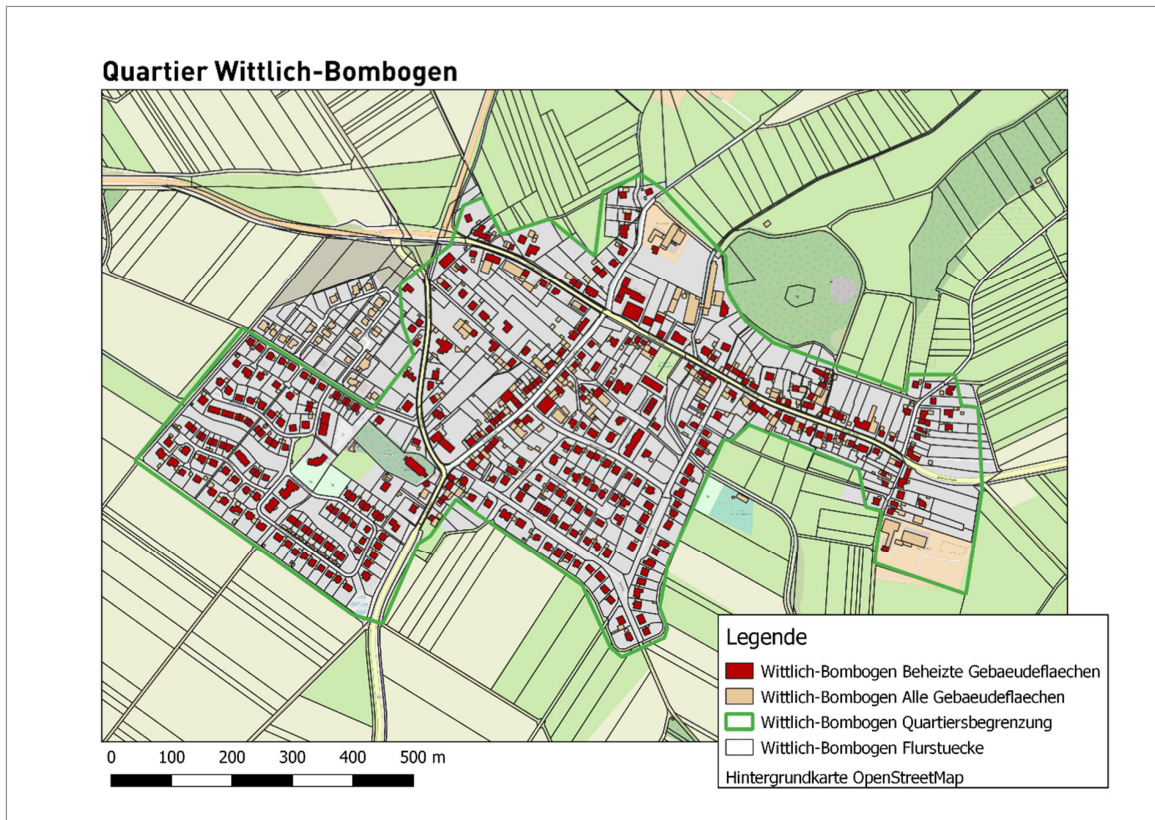 Quartier Wittlich-Bombogen
Legende
Wittlich-Bombogen Beheizte Gebaeudeflaechen
Wittlich-Bombogen Alle Gebaeudeflaechen
Wittlich-Bombogen Quartiersbegrenzung
Wittlich-Bombogen Flurstuecke
Hintergrundkarte OpenStreetMap
0 100 200 300 400 500 m